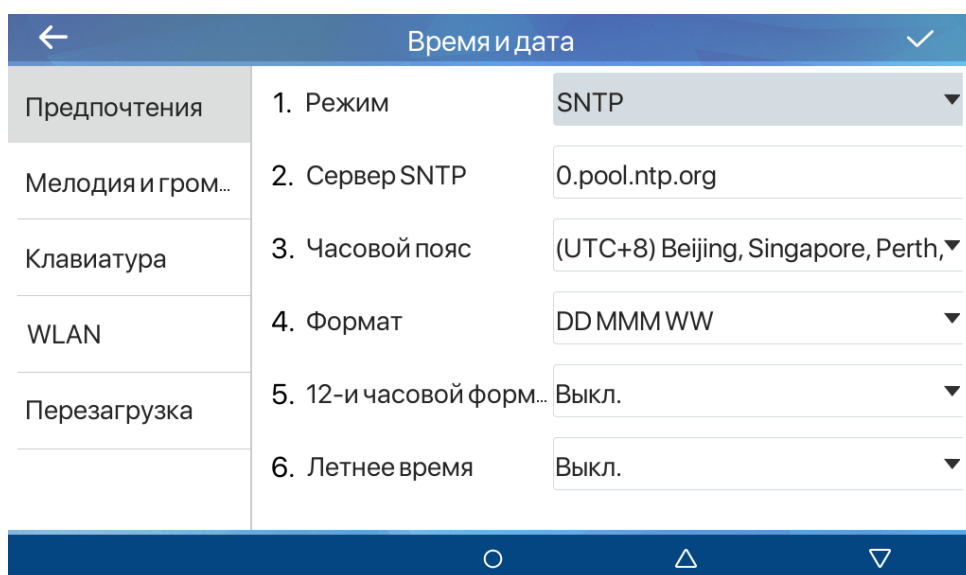 Время и дата
Предпочтения
Мелодия и гром...
Клавиатура
WLAN
Перезагрузка
1. Режим SNTP
2. Сервер SNTP 0.pool.ntp.org
3. Часовой пояс (UTC+8) Beijing, Singapore, Perth,
4. Формат DD MMM WW
5. 12-и часовой форм... Выкл.
6. Летнее время Выкл.